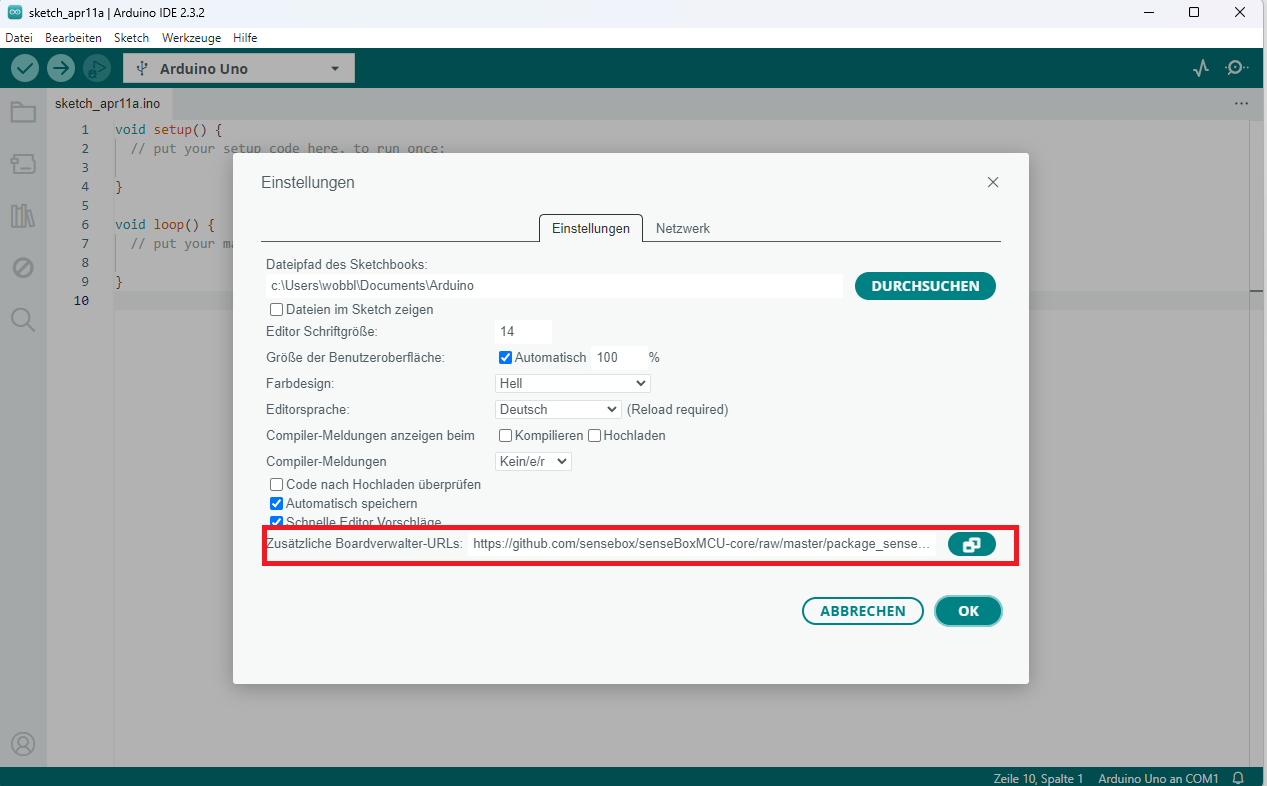 sketch_apr11a | Arduino IDE 2.3.2
Datei Bearbeiten Sketch Werkzeuge Hilfe
Arduino Uno
sketch_apr11a.ino
1 void setup() {
2 // put your setup code here, to run once:
3
4 }
5
6 void loop() {
7 // put your ma
8
9 }
10
Einstellungen
Einstellungen Netzwerk
Dateipfad des Sketchbooks:
c:\Users\wobbl\Documents\Arduino DURCHSUCHEN
Dateien im Sketch zeigen
Editor Schriftgröße: 14
Größe der Benutzeroberfläche: Automatisch 100 %
Farbdesign: Hell
Editorsprache: Deutsch (Reload required)
Compiler-Meldungen anzeigen beim Kompilieren Hochladen
Compiler-Meldungen Kein/e/r
Code nach Hochladen überprüfen
Automatisch speichern
Schnelle Editor Vorschläge
Zusätzliche Boardverwalter-URLs: https://github.com/sensebox/senseBoxMCU-core/raw/master/package_sense...
ABBRECHEN OK
Zeile 10, Spalte 1 Arduino Uno an COM1